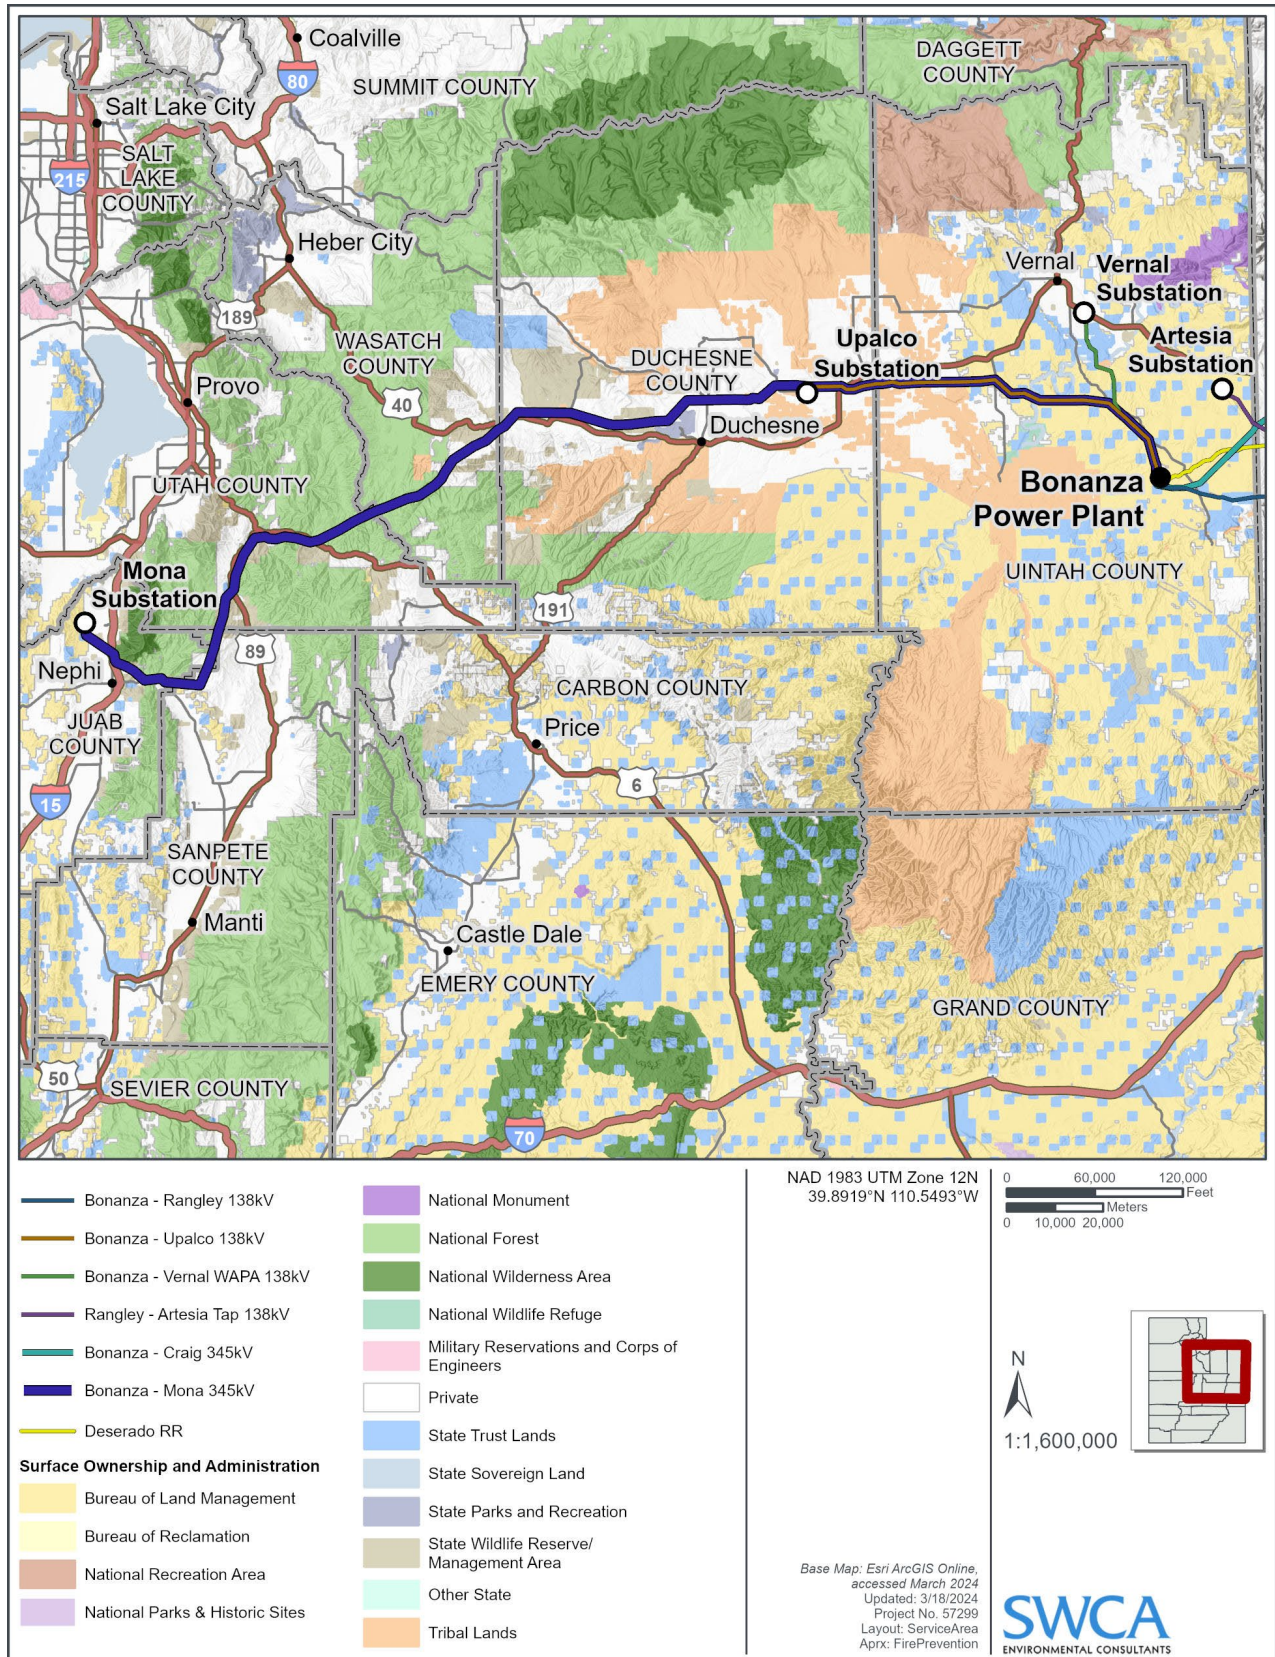 Coalville
80
SUMMIT COUNTY
DAGGETT
COUNTY
Salt Lake City
SALT
LAKE
COUNTY
215
Heber City
Vernal
Vernal
Substation
189
WASATCH
COUNTY
Artesia
Substation
Upalco
Substation
DUCHESNE
COUNTY
Provo
40
Duchesne
UTAH COUNTY
Bonanza
Power Plant
Mona
Substation
UINTAH COUNTY
191
89
Nephi
CARBON COUNTY
JUAB
COUNTY
Price
6
15
SANPETE
COUNTY
Manti
Castle Dale
EMERY COUNTY
GRAND COUNTY
50
SEVIER COUNTY
70
Bonanza - Rangley 138kV
Bonanza - Upalco 138kV
Bonanza - Vernal WAPA 138kV
Rangley - Artesia Tap 138kV
Bonanza - Craig 345kV
Bonanza - Mona 345kV
Deserado RR
Surface Ownership and Administration
Bureau of Land Management
Bureau of Reclamation
National Recreation Area
National Parks & Historic Sites
National Monument
National Forest
National Wilderness Area
National Wildlife Refuge
Military Reservations and Corps of
Engineers
Private
State Trust Lands
State Sovereign Land
State Parks and Recreation
State Wildlife Reserve/
Management Area
Other State
Tribal Lands
NAD 1983 UTM Zone 12N
39.8919°N 110.5493°W
Base Map: Esri ArcGIS Online,
accessed March 2024
Updated: 3/18/2024
Project No. 57299
Layout: ServiceArea
Aprx: FirePrevention
0 60,000 120,000
Feet
Meters
0 10,000 20,000
N
1:1,600,000
SWCA
ENVIRONMENTAL CONSULTANTS